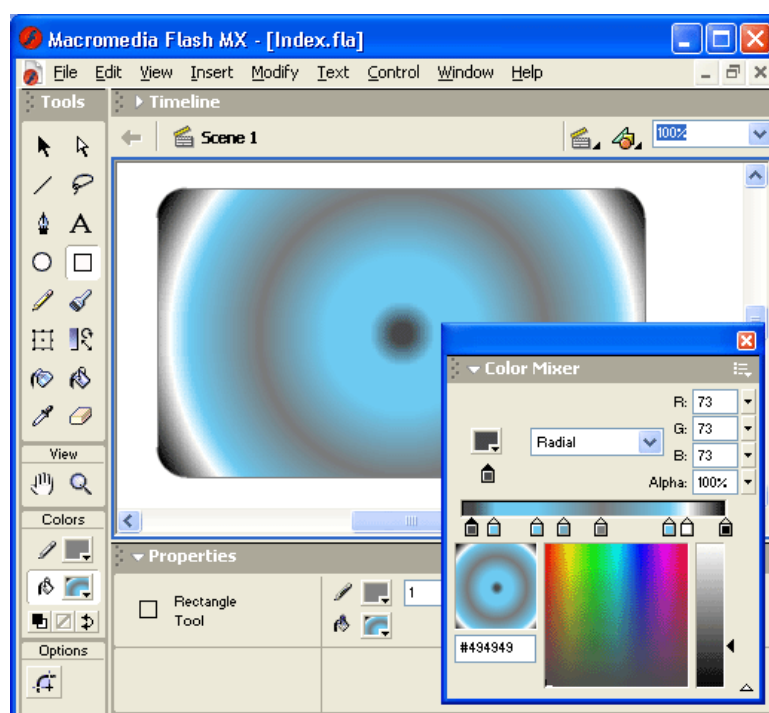 Macromedia Flash MX - [Index.fla]
File Edit View Insert Modify Text Control Window Help
Tools
Timeline
Scene 1
100%
A
View
Colors
Options
Color Mixer
R: 73
G: 73
B: 73
Radial
Alpha: 100%
#494949
Properties
Rectangle
Tool
1